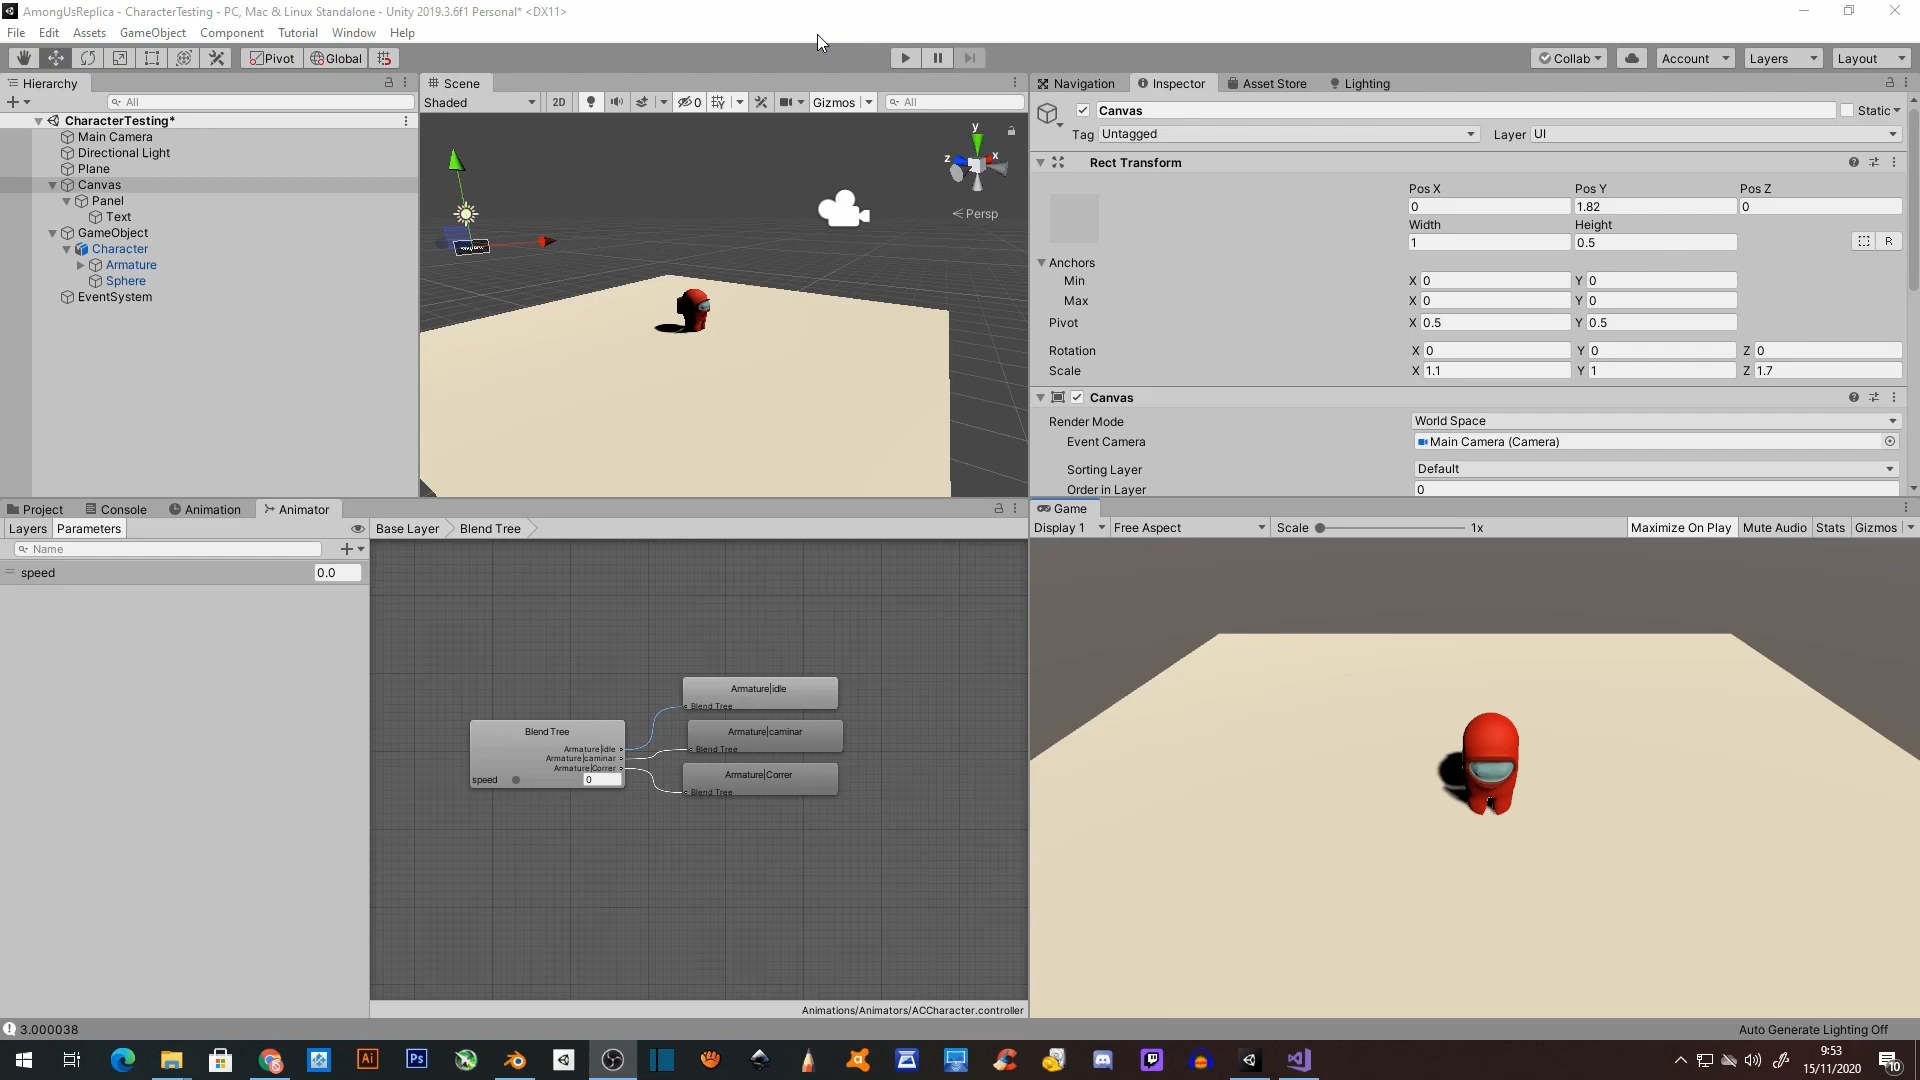 AmongUsReplica - CharacterTesting - PC, Mac & Linux Standalone - Unity 2019.3.6f1 Personal* <DX11>
File Edit Assets GameObject Component Tutorial Window Help
Pivot Global Collab Account Layers Layout
Hierarchy
All
CharacterTesting*
Main Camera
Directional Light
Plane
Canvas
Panel
Text
GameObject
Character
Armature
Sphere
EventSystem
Scene
Shaded 2D 0 Gizmos All
y
z x
Persp
Navigation Inspector Asset Store Lighting
Canvas Static
Tag Untagged Layer UI
Rect Transform
Pos X Pos Y Pos Z
0 1.82 0
Width Height
1 0.5
R
Anchors
Min X 0 Y 0
Max X 0 Y 0
Pivot X 0.5 Y 0.5
Rotation X 0 Y 0 Z 0
Scale X 1.1 Y 1 Z 1.7
Canvas
Render Mode World Space
Event Camera Main Camera (Camera)
Sorting Layer Default
Order in Layer 0
Project Console Animation Animator
Layers Parameters
Name
speed 0.0
Base Layer Blend Tree
Blend Tree
Armature|idle
Armature|caminar
Armature|Correr
speed 0
Armature|idle
Blend Tree
Armature|caminar
Blend Tree
Armature|Correr
Blend Tree
Animations/Animators/ACCharacter.controller
Game
Display 1 Free Aspect Scale 1x Maximize On Play Mute Audio Stats Gizmos
3.000038
Auto Generate Lighting Off
Ai
Ps
9:53
15/11/2020
10